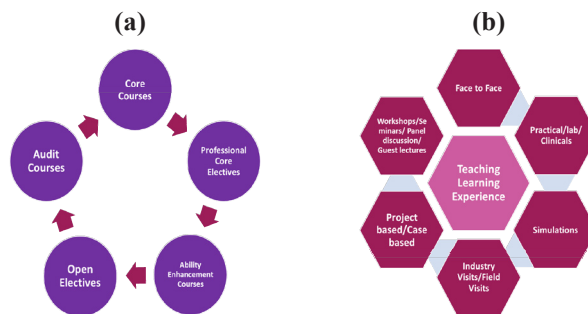 (a)
Core
Courses
Professional
Core
Electives
Ability
Enhancement
Courses
Open
Electives
Audit
Courses
(b)
Face to Face
Practical/lab/
Clinicals
Simulations
Industry
Visits/Field
Visits
Project
based/Case
based
Workshops/Se
minars/ Panel
discussion/
Guest lectures
Teaching
Learning
Experience